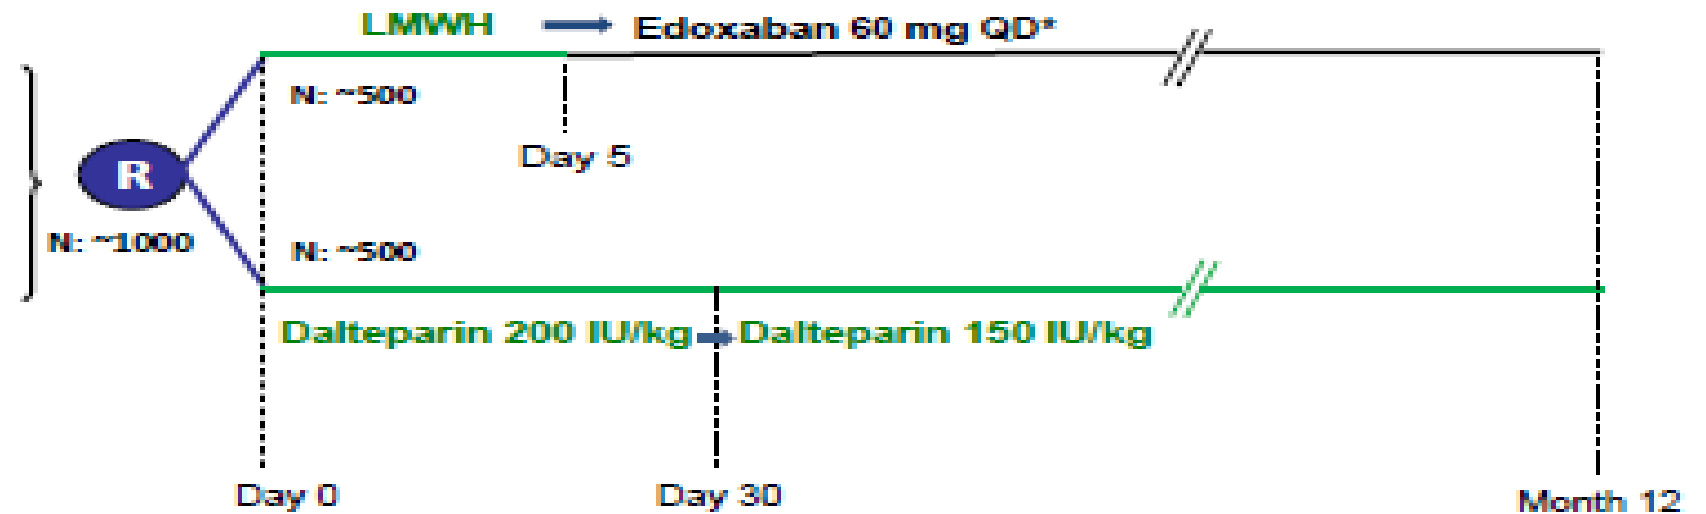 LMWH
Edoxaban 60 mg QD*
N: ~500
Day 5
R
N: ~1000
N: ~500
Dalteparin 200 IU/kg
Dalteparin 150 IU/kg
Day 0
Day 30
Month 12